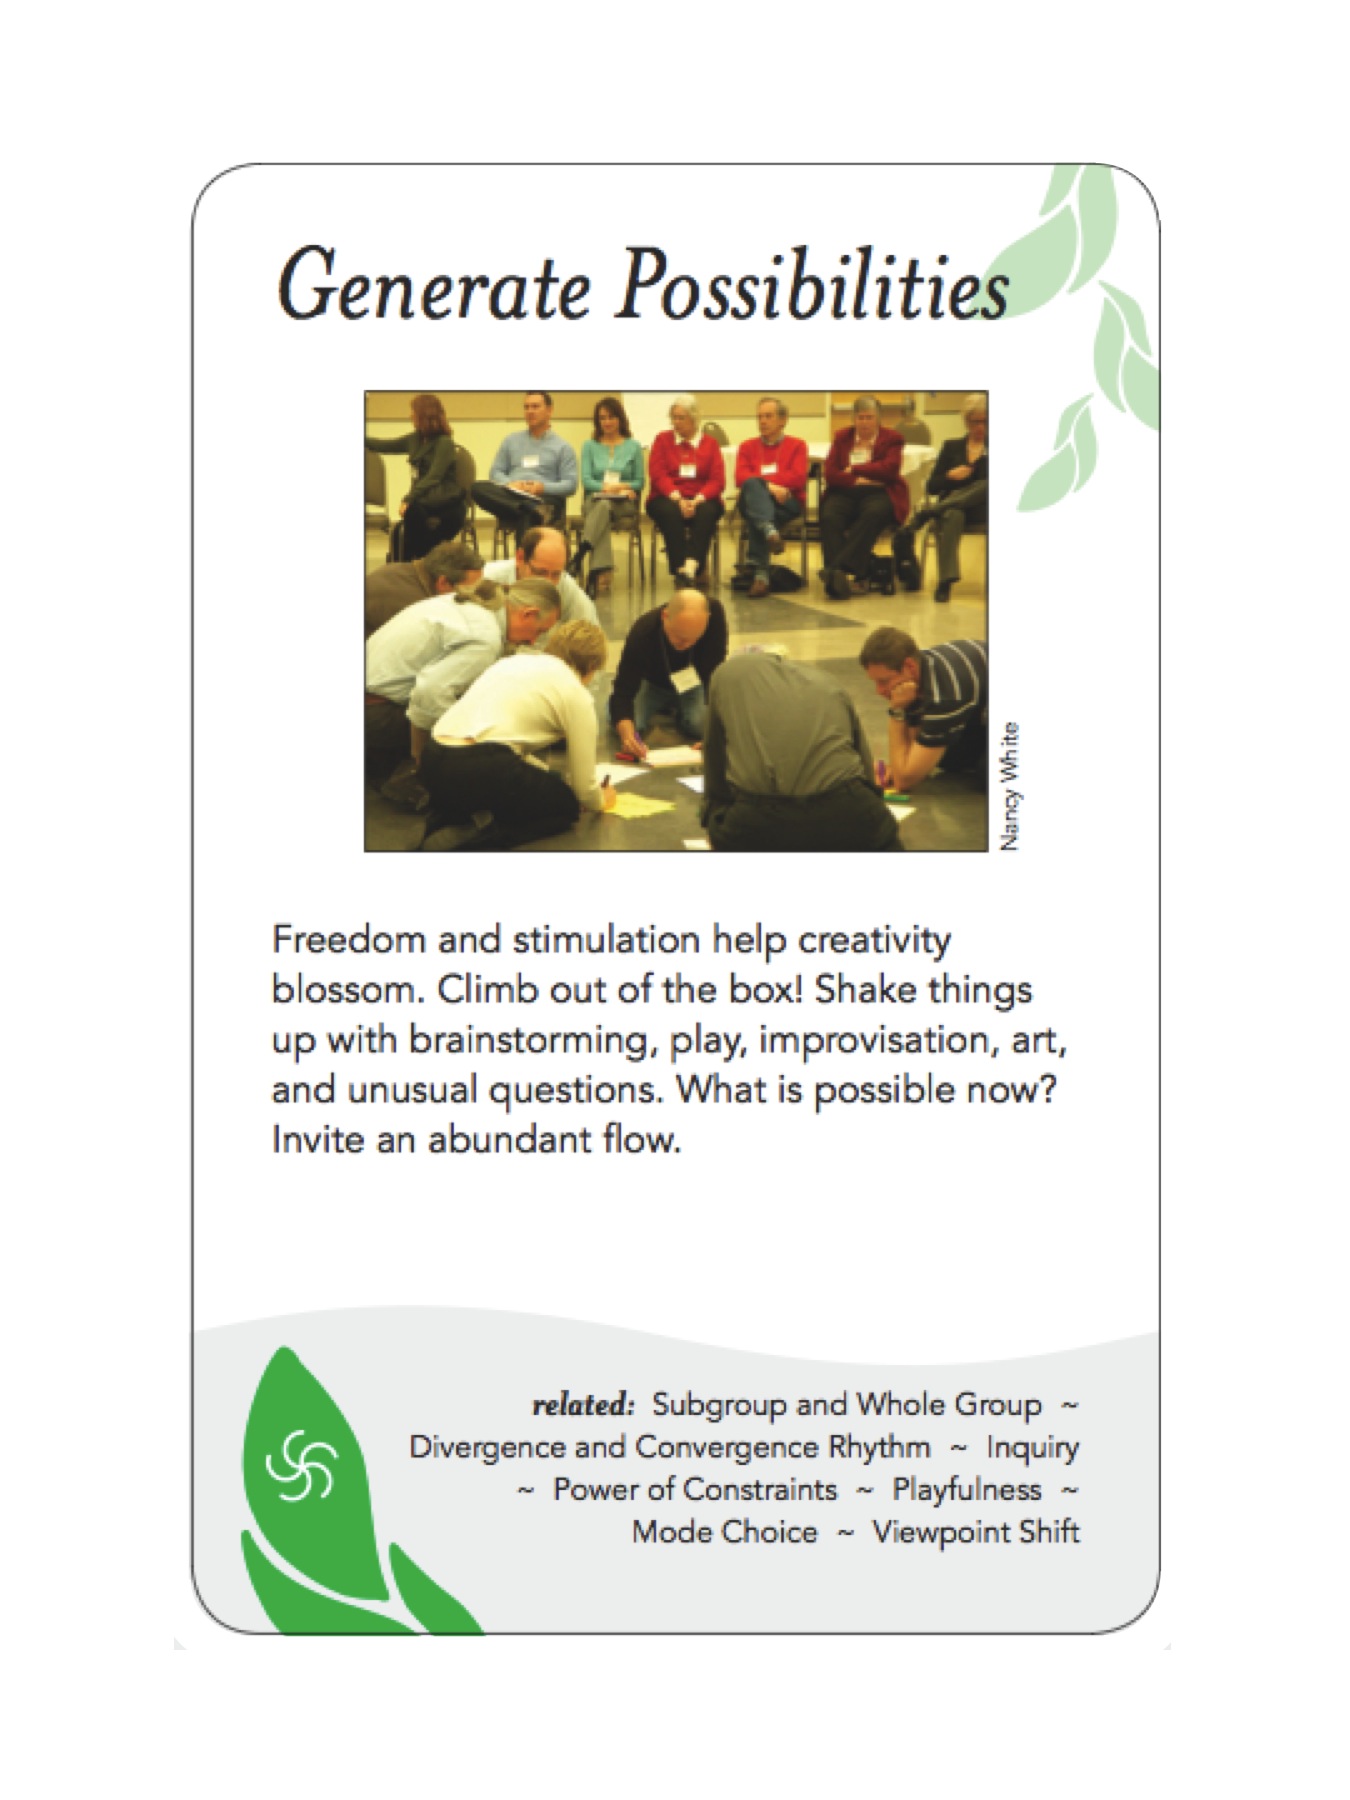 Generate Possibilities
Nancy White
Freedom and stimulation help creativity
blossom. Climb out of the box! Shake things
up with brainstorming, play, improvisation, art,
and unusual questions. What is possible now?
Invite an abundant flow.
related: Subgroup and Whole Group ~
Divergence and Convergence Rhythm ~ Inquiry
~ Power of Constraints ~ Playfulness ~
Mode Choice ~ Viewpoint Shift